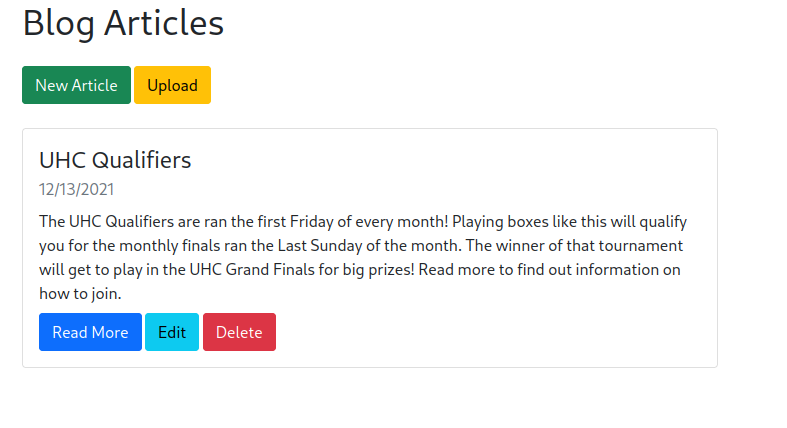 Blog Articles
New Article Upload
UHC Qualifiers
12/13/2021
The UHC Qualifiers are ran the first Friday of every month! Playing boxes like this will qualify
you for the monthly finals ran the Last Sunday of the month. The winner of that tournament
will get to play in the UHC Grand Finals for big prizes! Read more to find out information on
how to join.
Read More Edit Delete